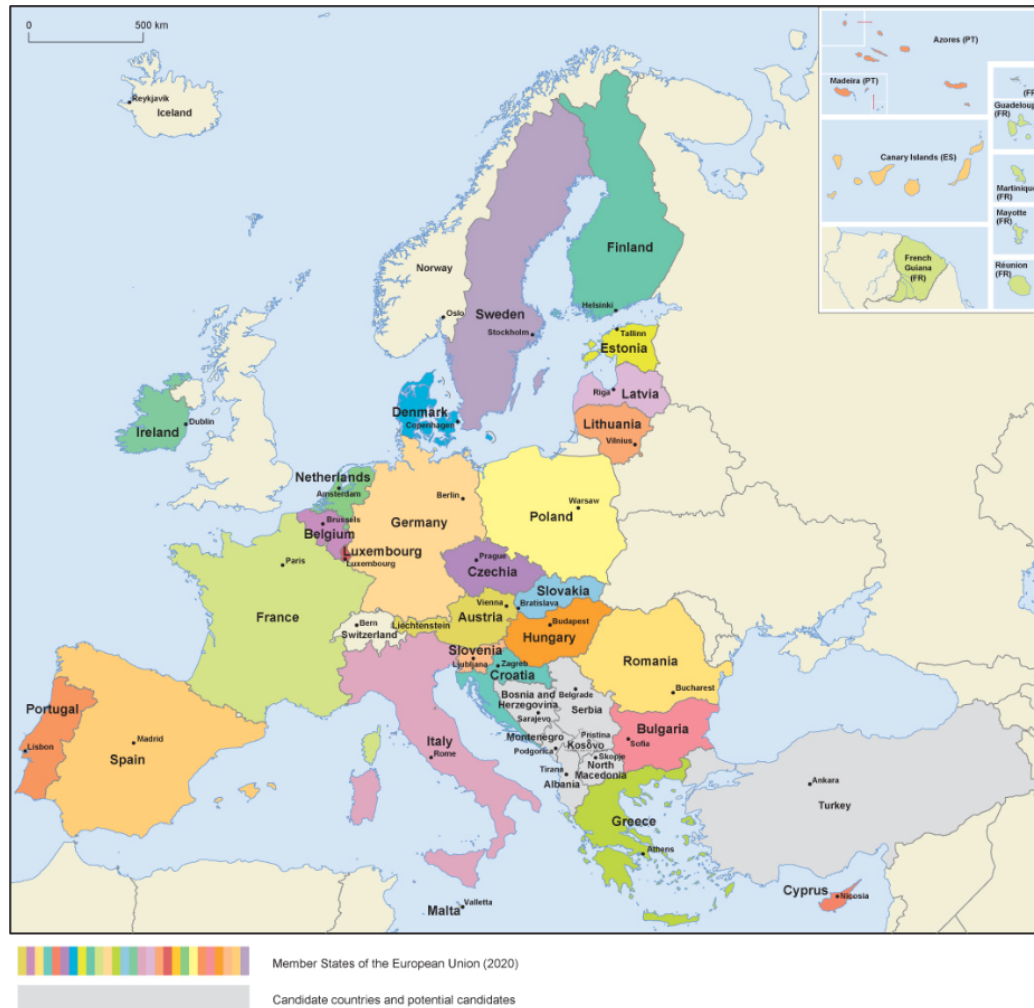 0
500 km
Azores (PT)
Madeira (PT)
(FR)
Guadeloupe
(FR)
Canary Islands (ES)
Martinique
(FR)
Mayotte
(FR)
French
Guiana
(FR)
Réunion
(FR)
Reykjavik
Iceland
Finland
Norway
Helsinki
Oslo
Sweden
Stockholm
Tallinn
Estonia
Riga
Latvia
Denmark
Copenhagen
Lithuania
Vilnius
Dublin
Ireland
Netherlands
Amsterdam
Berlin
Warsaw
Poland
Germany
Brussels
Belgium
Luxembourg
Luxembourg
Paris
Prague
Czechia
Slovakia
Bratislava
Vienna
Austria
Liechtenstein
Bern
Switzerland
France
Budapest
Hungary
Slovenia
Ljubljana
Zagreb
Croatia
Romania
Bucharest
Bosnia and
Herzegovina
Sarajevo
Belgrade
Serbia
Portugal
Lisbon
Madrid
Spain
Italy
Rome
Montenegro
Podgorica
Pristina
Kosovo
Bulgaria
Sofia
Skopje
North
Macedonia
Tirana
Albania
Ankara
Turkey
Greece
Athens
Cyprus
Nicosia
Malta
Valletta
Member States of the European Union (2020)
Candidate countries and potential candidates